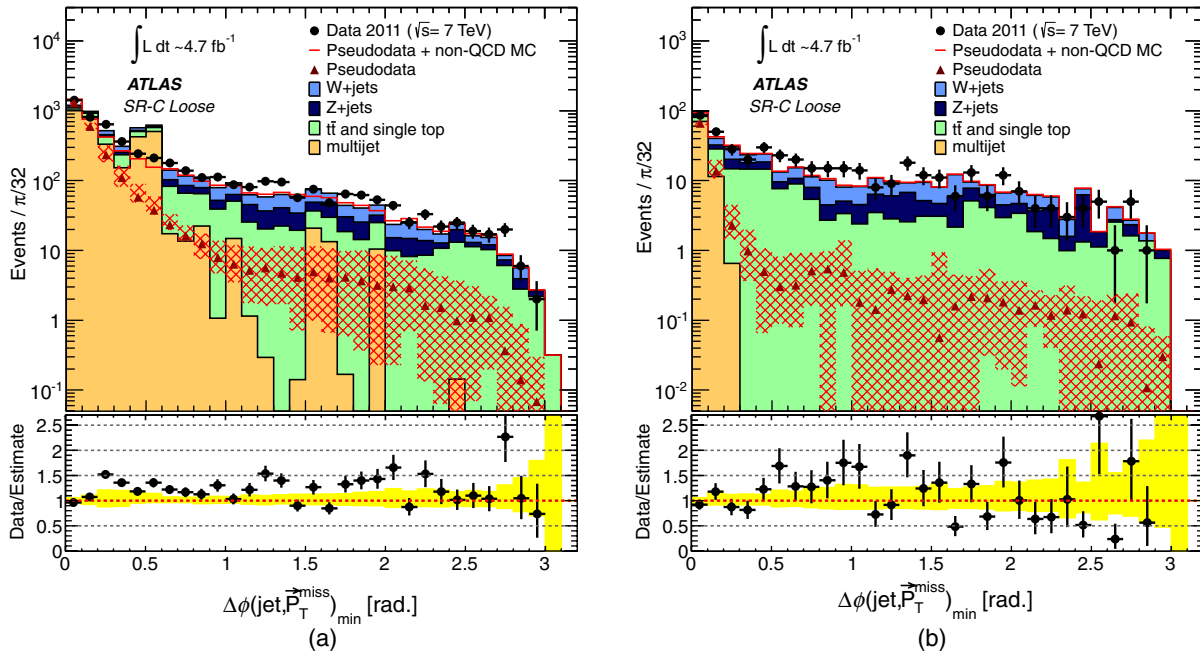 ∫L dt ~4.7 fb⁻¹
ATLAS
SR-C Loose
Data 2011 (√s= 7 TeV)
Pseudodata + non-QCD MC
Pseudodata
W+jets
Z+jets
tt̄ and single top
multijet
Events / π/32
10⁴
10³
10²
10
1
10⁻¹
Data/Estimate
2.5
2
1.5
1
0.5
0
0 0.5 1 1.5 2 2.5 3
Δϕ(jet,P⃗_T^miss)_min [rad.]
(a)
∫L dt ~4.7 fb⁻¹
ATLAS
SR-C Loose
Data 2011 (√s= 7 TeV)
Pseudodata + non-QCD MC
Pseudodata
W+jets
Z+jets
tt̄ and single top
multijet
Events / π/32
10³
10²
10
1
10⁻¹
10⁻²
Data/Estimate
2.5
2
1.5
1
0.5
0
0 0.5 1 1.5 2 2.5 3
Δϕ(jet,P⃗_T^miss)_min [rad.]
(b)